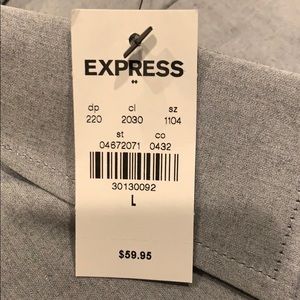 EXPRESS
dp cl sz
220 2030 1104
st co
04672071 0432
30130092
L
$59.95